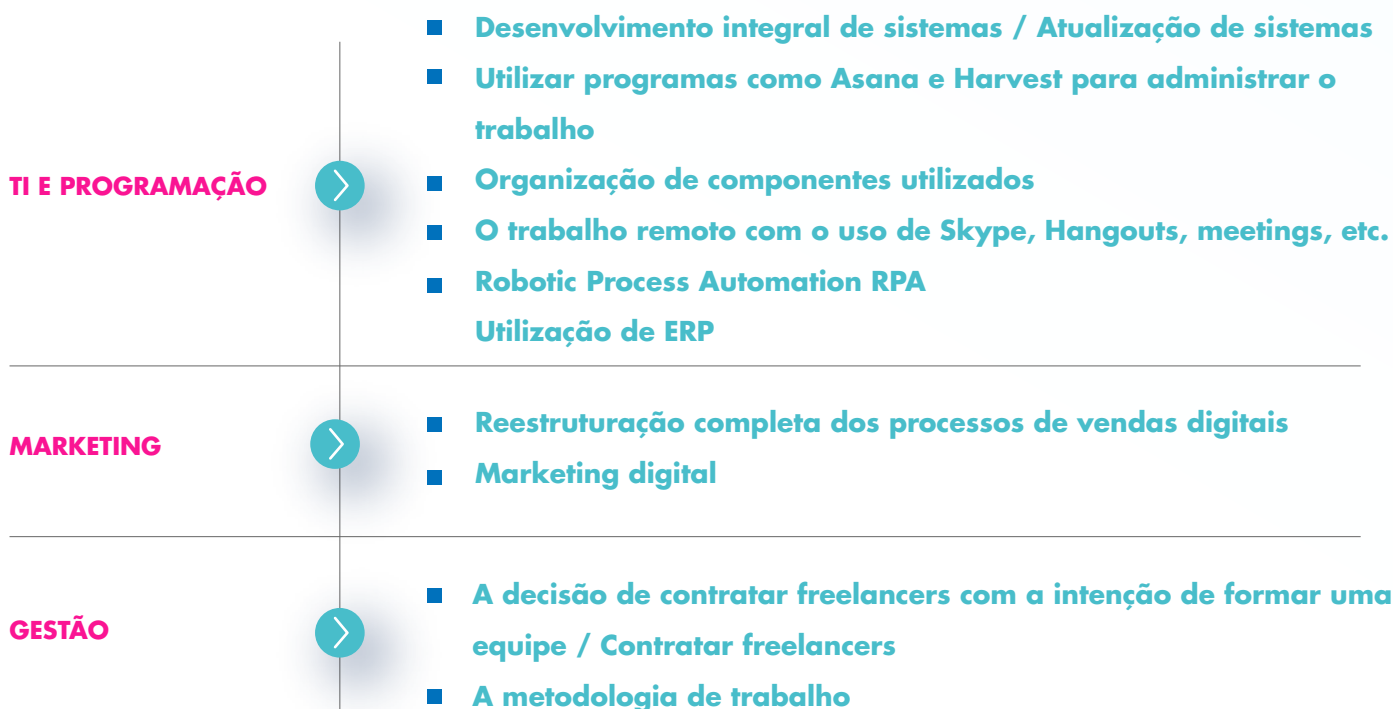 TI E PROGRAMAÇÃO
Desenvolvimento integral de sistemas / Atualização de sistemas
Utilizar programas como Asana e Harvest para administrar o
trabalho
Organização de componentes utilizados
O trabalho remoto com o uso de Skype, Hangouts, meetings, etc.
Robotic Process Automation RPA
Utilização de ERP
MARKETING
Reestruturação completa dos processos de vendas digitais
Marketing digital
GESTÃO
A decisão de contratar freelancers com a intenção de formar uma
equipe / Contratar freelancers
A metodologia de trabalho